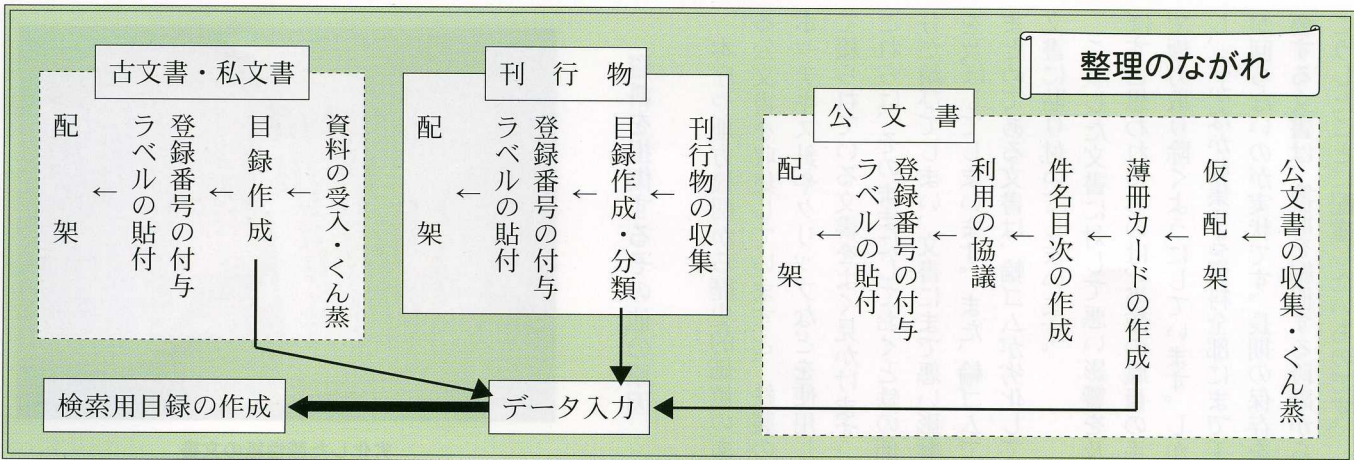 整理のながれ
公文書
公文書の収集・くん蒸
↓
仮配架
↓
薄冊カードの作成
↓
件名目次の作成
↓
利用の協議
↓
登録番号の付与
ラベルの貼付
↓
配架
刊行物
刊行物の収集
↓
目録作成・分類
↓
登録番号の付与
ラベルの貼付
↓
配架
古文書・私文書
資料の受入・くん蒸
↓
目録作成
↓
登録番号の付与
ラベルの貼付
↓
配架
データ入力
検索用目録の作成